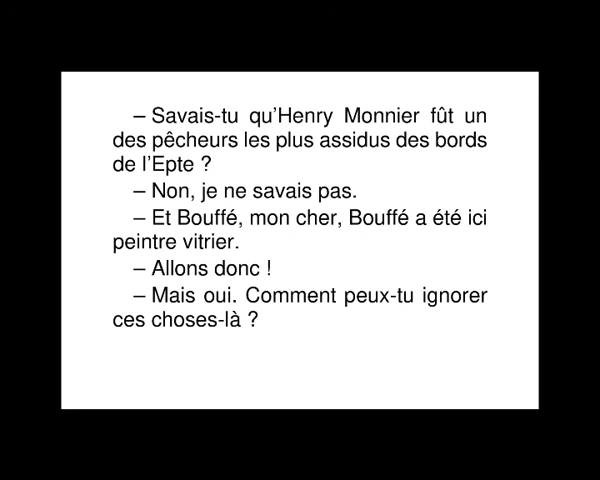 – Savais-tu qu'Henry Monnier fût un
des pêcheurs les plus assidus des bords
de l'Epte ?
– Non, je ne savais pas.
– Et Bouffé, mon cher, Bouffé a été ici
peintre vitrier.
– Allons donc !
– Mais oui. Comment peux-tu ignorer
ces choses-là ?